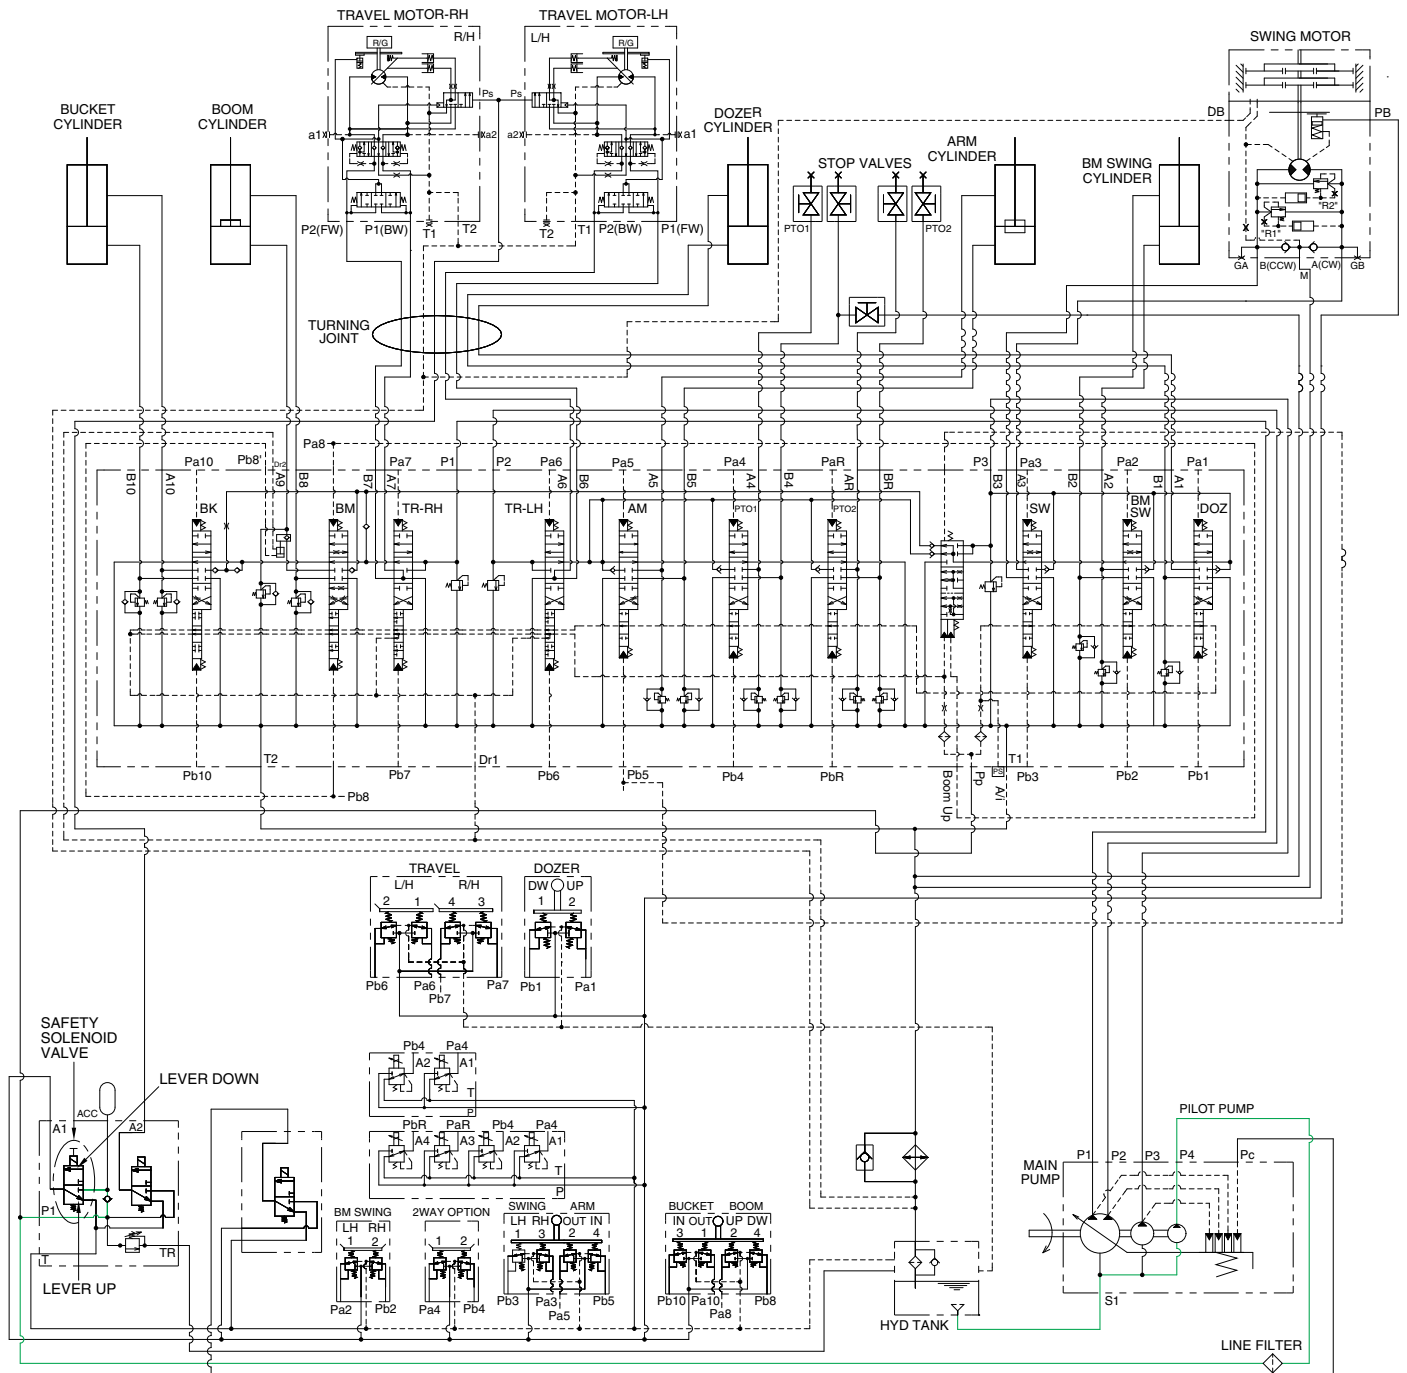 TRAVEL MOTOR-RH
TRAVEL MOTOR-LH
SWING MOTOR
R/H
L/H
R/G
R/G
BUCKET
CYLINDER
BOOM
CYLINDER
DOZER
CYLINDER
STOP VALVES
ARM
CYLINDER
BM SWING
CYLINDER
Ps
Ps
a1
a2
a2
a1
DB
PB
PTO1
PTO2
"R2"
"R1"
P2(FW)
P1(BW)
T1
T2
T2
T1
P2(BW)
P1(FW)
GA
B(CCW)
M
A(CW)
GB
TURNING
JOINT
Pa8
Pa10
Pb8'
Dr2
Pa7
P1
P2
Pa6
Pa5
Pa4
PaR
P3
Pa3
Pa2
Pa1
B10
A10
A9
B8
B7
A7
A6
B6
A5
B5
A4
B4
AR
BR
B3
A3
B2
A2
B1
A1
BK
BM
TR-RH
TR-LH
AM
PTO1
PTO2
SW
BM
SW
DOZ
T2
Dr1
T1
Pb10
Pb7
Pb6
Pb5
Pb4
PbR
Boom Up
Pp
PS
A/i
Pb3
Pb2
Pb1
Pb8
TRAVEL
L/H
R/H
2 1 4 3
DOZER
DW UP
1 2
Pb6
Pa6
Pb7
Pa7
Pb1
Pa1
SAFETY
SOLENOID
VALVE
LEVER DOWN
ACC
A1
A2
P1
T
TR
LEVER UP
Pb4
Pa4
A2
A1
T
P
PbR
PaR
Pb4
Pa4
A4
A3
A2
A1
T
P
BM SWING
LH RH
1 2
Pa2
Pb2
2WAY OPTION
1 2
Pa4
Pb4
SWING
ARM
LH RH OUT IN
1 3 2 4
Pb3
Pa3
Pa5
Pb5
BUCKET
BOOM
IN OUT UP DW
3 1 2 4
Pb10
Pa10
Pa8
Pb8
HYD TANK
PILOT PUMP
MAIN
PUMP
P1
P2
P3
P4
Pc
S1
LINE FILTER